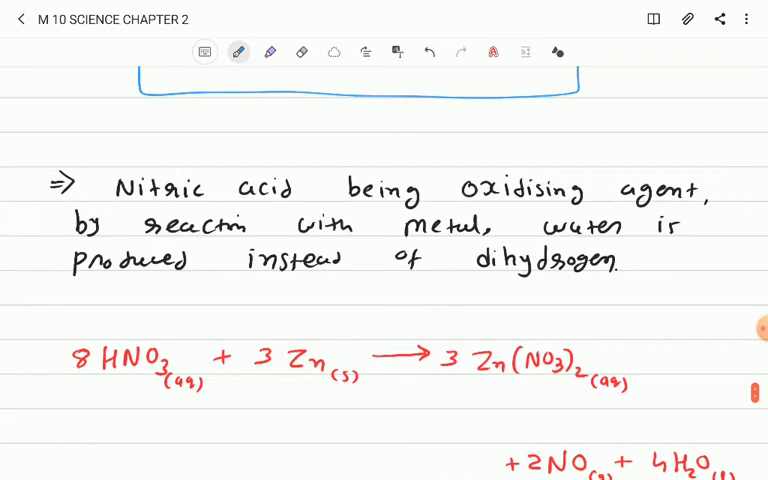 M 10 SCIENCE CHAPTER 2
⇒ Nitric acid being oxidising agent,
by reactin with metal, water is
produced instead of dihydrogen.
8 HNO₃(aq) + 3 Zn(s) ⟶ 3 Zn(NO₃)₂(aq)
+ 2NO(g) + 4H₂O(l)